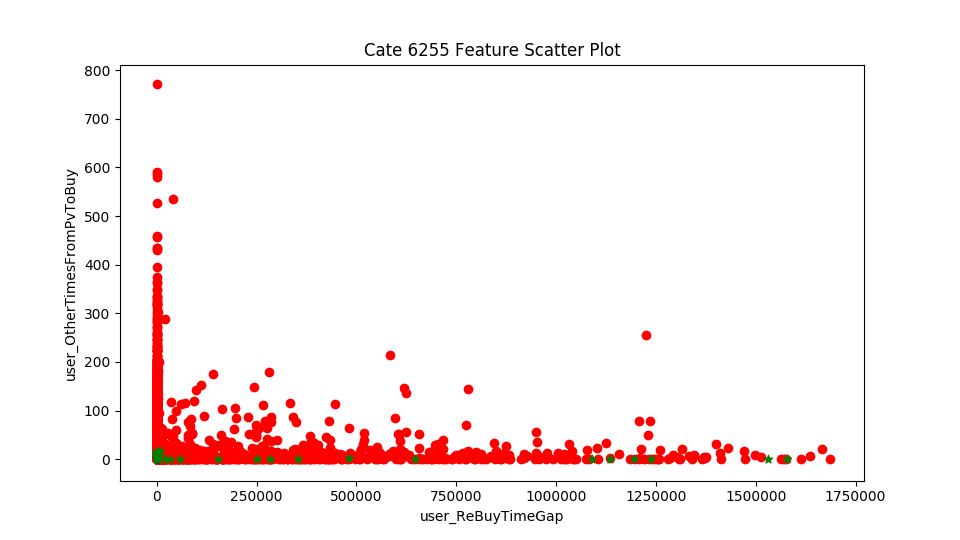 Cate 6255 Feature Scatter Plot
800
700
600
500
400
300
200
100
0
user_OtherTimesFromPvToBuy
0 250000 500000 750000 1000000 1250000 1500000 1750000
user_ReBuyTimeGap